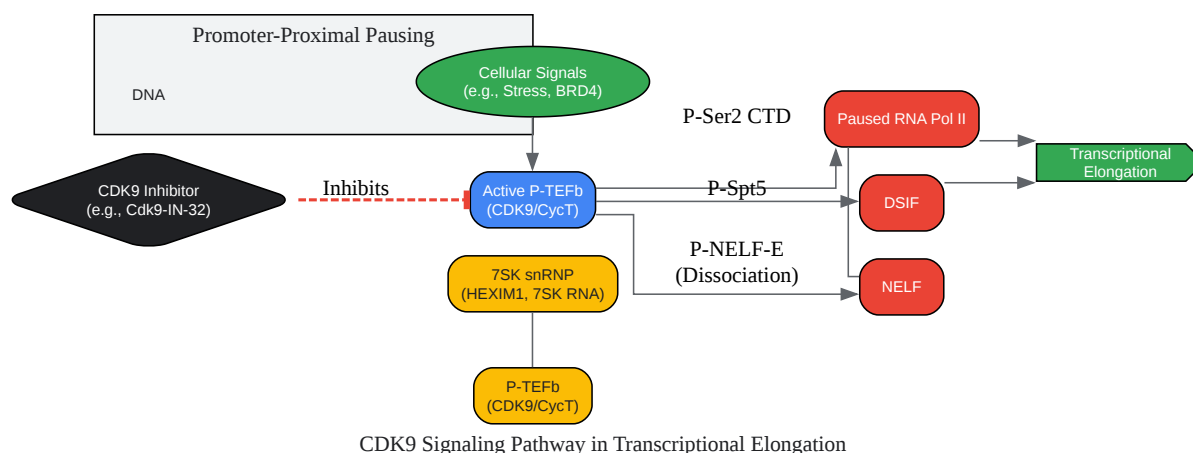 Promoter-Proximal Pausing
Cellular Signals
(e.g., Stress, BRD4)
DNA
P-Ser2 CTD
Paused RNA Pol II
Transcriptional
Elongation
CDK9 Inhibitor
(e.g., Cdk9-IN-32)
Inhibits
Active P-TEFb
(CDK9/CycT)
P-Spt5
DSIF
P-NELF-E
(Dissociation)
7SK snRNP
(HEXIM1, 7SK RNA)
NELF
P-TEFb
(CDK9/CycT)
CDK9 Signaling Pathway in Transcriptional Elongation